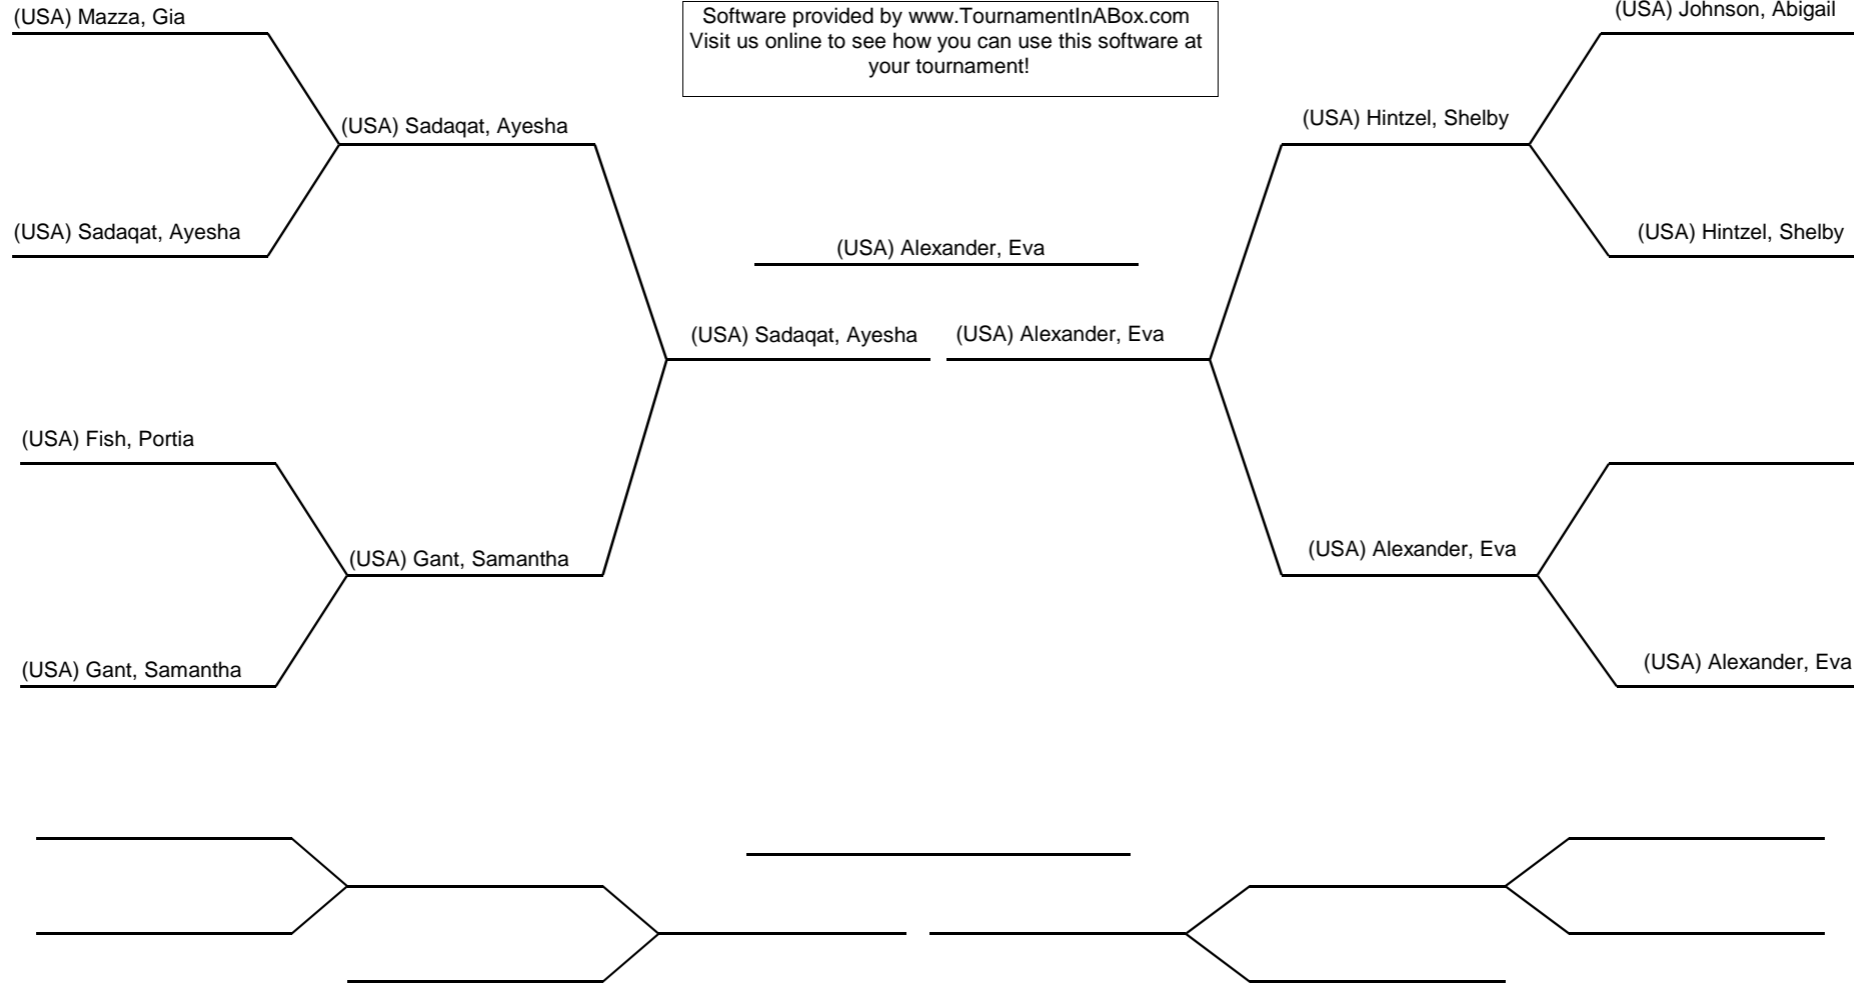 (USA) Mazza, Gia
Software provided by www.TournamentInABox.com
Visit us online to see how you can use this software at
your tournament!
(USA) Johnson, Abigail
(USA) Sadaqat, Ayesha
(USA) Hintzel, Shelby
(USA) Sadaqat, Ayesha
(USA) Alexander, Eva
(USA) Hintzel, Shelby
(USA) Sadaqat, Ayesha
(USA) Alexander, Eva
(USA) Fish, Portia
(USA) Gant, Samantha
(USA) Alexander, Eva
(USA) Gant, Samantha
(USA) Alexander, Eva